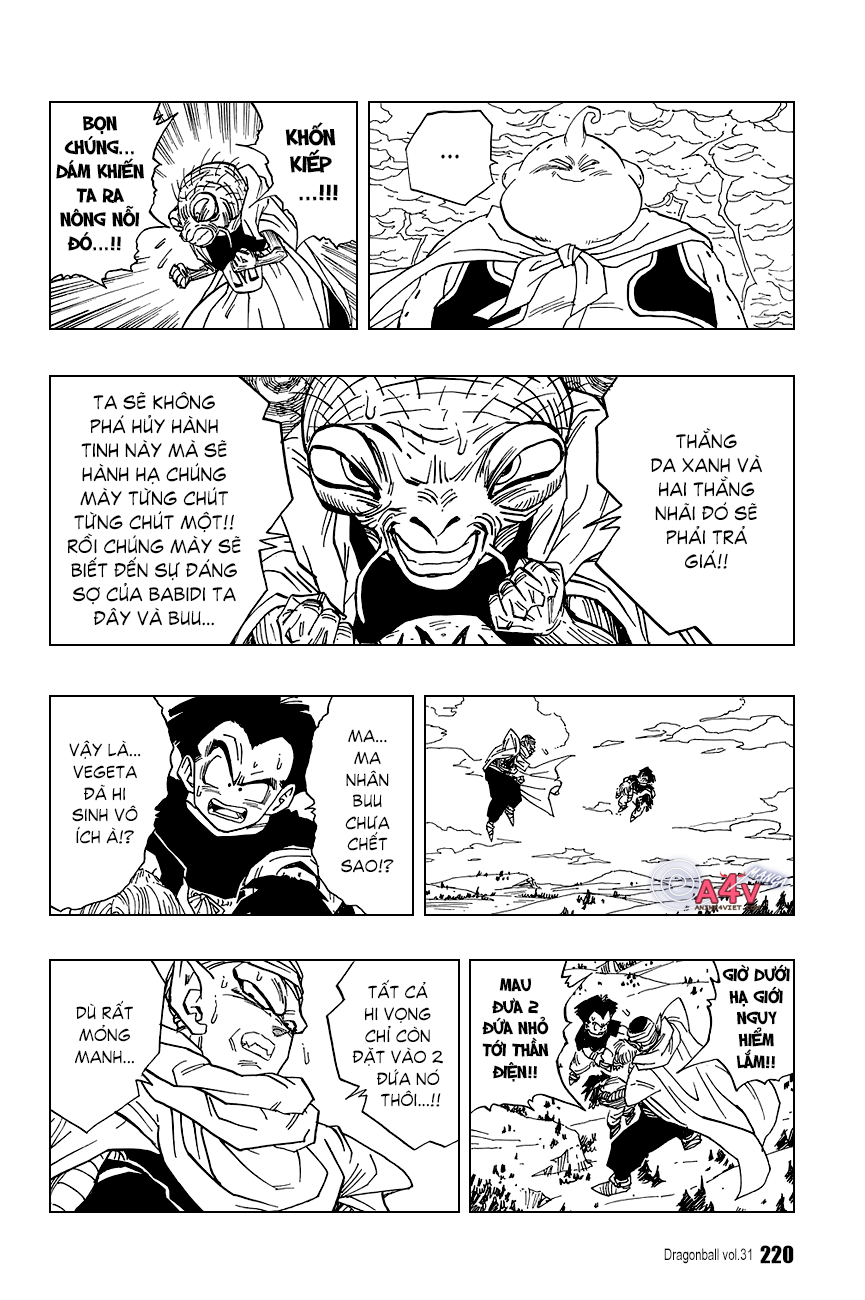 ...
KHỐN
KIẾP
...!!!
BỌN
CHÚNG...
DÁM KHIẾN
TA RA
NÔNG NỖI
ĐÓ...!!
THẰNG
DA XANH VÀ
HAI THẰNG
NHÃI ĐÓ SẼ
PHẢI TRẢ
GIÁ!!
TA SẼ KHÔNG
PHÁ HỦY HÀNH
TINH NÀY MÀ SẼ
HÀNH HẠ CHÚNG
MÀY TỪNG CHÚT
TỪNG CHÚT MỘT!!
RỒI CHÚNG MÀY SẼ
BIẾT ĐẾN SỰ ĐÁNG
SỢ CỦA BABIDI TA
ĐÂY VÀ BUU...
A4V
MANGA
ANIME4VIET
MA...
MA
NHÂN
BUU
CHƯA
CHẾT
SAO!?
VẬY LÀ...
VEGETA
ĐÃ HI
SINH VÔ
ÍCH À!?
GIỜ DƯỚI
HẠ GIỚI
NGUY
HIỂM
LẮM!!
MAU
ĐƯA 2
ĐỨA NHỎ
TỚI THẦN
ĐIỆN!!
TẤT CẢ
HI VỌNG
CHỈ CÒN
ĐẶT VÀO 2
ĐỨA NÓ
THÔI...!!
DÙ RẤT
MỎNG
MANH...
Dragonball vol.31 220